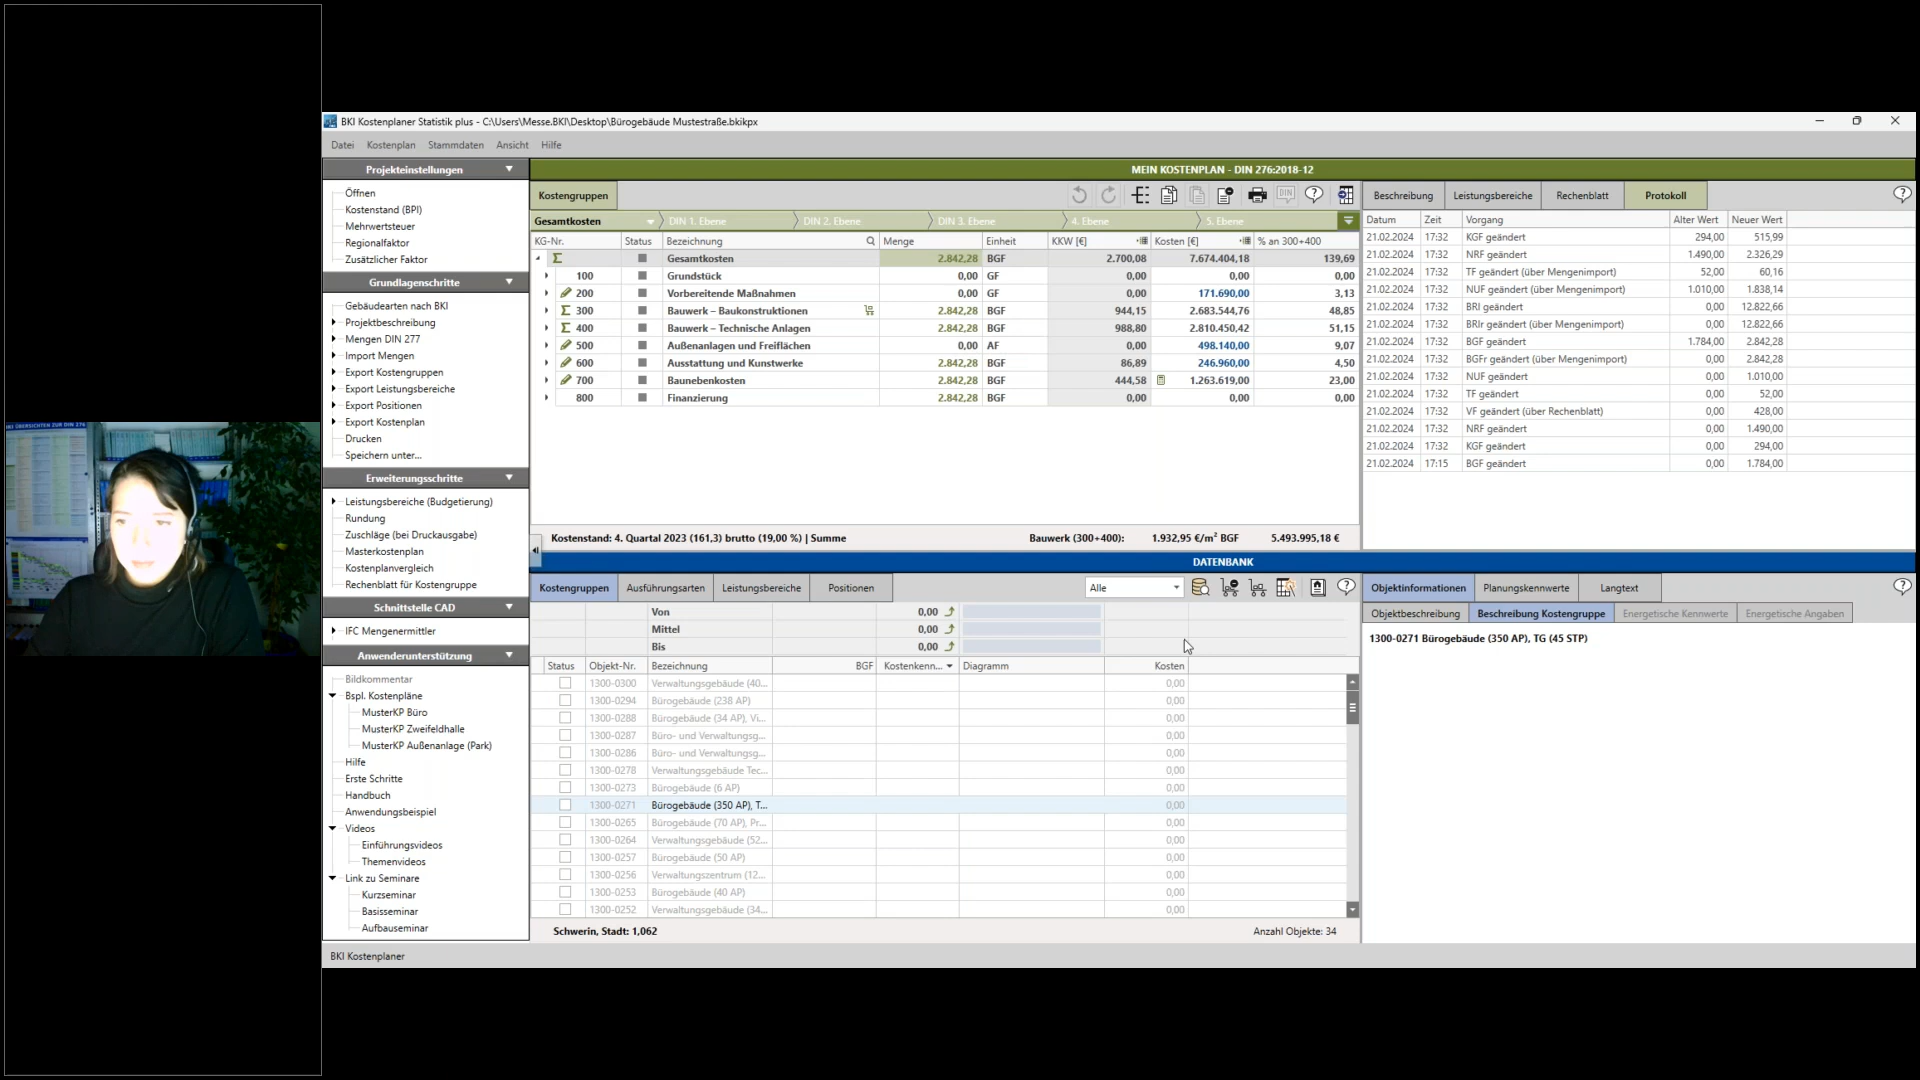 BKI ÜBERSICHTEN ZUR DIN 276
BKI Kostenplaner Statistik plus - C:\Users\Messe.BKI\Desktop\Bürogebäude Mustestraße.bkikpx
Datei Kostenplan Stammdaten Ansicht Hilfe
Projekteinstellungen
Öffnen
Kostenstand (BPI)
Mehrwertsteuer
Regionalfaktor
Zusätzlicher Faktor
Grundlagenschritte
Gebäudearten nach BKI
Projektbeschreibung
Mengen DIN 277
Import Mengen
Export Kostengruppen
Export Leistungsbereiche
Export Positionen
Export Kostenplan
Drucken
Speichern unter...
Erweiterungsschritte
Leistungsbereiche (Budgetierung)
Rundung
Zuschläge (bei Druckausgabe)
Masterkostenplan
Kostenplanvergleich
Rechenblatt für Kostengruppe
Schnittstelle CAD
IFC Mengenermittler
Anwenderunterstützung
Bildkommentar
Bspl. Kostenpläne
MusterKP Büro
MusterKP Zweifeldhalle
MusterKP Außenanlage (Park)
Hilfe
Erste Schritte
Handbuch
Anwendungsbeispiel
Videos
Einführungsvideos
Themenvideos
Link zu Seminare
Kurzseminar
Basisseminar
Aufbauseminar
MEIN KOSTENPLAN - DIN 276:2018-12
Kostengruppen DIN
Gesamtkosten DIN 1. Ebene DIN 2. Ebene DIN 3. Ebene 4. Ebene 5. Ebene
KG-Nr. Status Bezeichnung Menge Einheit KKW [€] Kosten [€] % an 300+400
Σ Gesamtkosten 2.842,28 BGF 2.700,08 7.674.404,18 139,69
100 Grundstück 0,00 GF 0,00 0,00 0,00
200 Vorbereitende Maßnahmen 0,00 GF 0,00 171.690,00 3,13
Σ 300 Bauwerk – Baukonstruktionen 2.842,28 BGF 944,15 2.683.544,76 48,85
Σ 400 Bauwerk – Technische Anlagen 2.842,28 BGF 988,80 2.810.450,42 51,15
500 Außenanlagen und Freiflächen 0,00 AF 0,00 498.140,00 9,07
600 Ausstattung und Kunstwerke 2.842,28 BGF 86,89 246.960,00 4,50
700 Baunebenkosten 2.842,28 BGF 444,58 1.263.619,00 23,00
800 Finanzierung 2.842,28 BGF 0,00 0,00 0,00
Kostenstand: 4. Quartal 2023 (161,3) brutto (19,00 %) | Summe Bauwerk (300+400): 1.932,95 €/m² BGF 5.493.995,18 €
Beschreibung Leistungsbereiche Rechenblatt Protokoll
Datum Zeit Vorgang Alter Wert Neuer Wert
21.02.2024 17:32 KGF geändert 294,00 515,99
21.02.2024 17:32 NRF geändert 1.490,00 2.326,29
21.02.2024 17:32 TF geändert (über Mengenimport) 52,00 60,16
21.02.2024 17:32 NUF geändert (über Mengenimport) 1.010,00 1.838,14
21.02.2024 17:32 BRI geändert 0,00 12.822,66
21.02.2024 17:32 BRIr geändert (über Mengenimport) 0,00 12.822,66
21.02.2024 17:32 BGF geändert 1.784,00 2.842,28
21.02.2024 17:32 BGFr geändert (über Mengenimport) 0,00 2.842,28
21.02.2024 17:32 NUF geändert 0,00 1.010,00
21.02.2024 17:32 TF geändert 0,00 52,00
21.02.2024 17:32 VF geändert (über Rechenblatt) 0,00 428,00
21.02.2024 17:32 NRF geändert 0,00 1.490,00
21.02.2024 17:32 KGF geändert 0,00 294,00
21.02.2024 17:15 BGF geändert 0,00 1.784,00
DATENBANK
Kostengruppen Ausführungsarten Leistungsbereiche Positionen Alle
Von 0,00
Mittel 0,00
Bis 0,00
Status Objekt-Nr. Bezeichnung BGF Kostenkenn... Diagramm Kosten
1300-0300 Verwaltungsgebäude (40... 0,00
1300-0294 Bürogebäude (238 AP) 0,00
1300-0288 Bürogebäude (34 AP), Vi... 0,00
1300-0287 Büro- und Verwaltungsg... 0,00
1300-0286 Büro- und Verwaltungsg... 0,00
1300-0278 Verwaltungsgebäude Tec... 0,00
1300-0273 Bürogebäude (6 AP) 0,00
1300-0271 Bürogebäude (350 AP), T... 0,00
1300-0265 Bürogebäude (70 AP), Pr... 0,00
1300-0264 Verwaltungsgebäude (52... 0,00
1300-0257 Bürogebäude (50 AP) 0,00
1300-0256 Verwaltungszentrum (12... 0,00
1300-0253 Bürogebäude (40 AP) 0,00
1300-0252 Verwaltungsgebäude (34... 0,00
Schwerin, Stadt: 1,062 Anzahl Objekte: 34
Objektinformationen Planungskennwerte Langtext
Objektbeschreibung Beschreibung Kostengruppe Energetische Kennwerte Energetische Angaben
1300-0271 Bürogebäude (350 AP), TG (45 STP)
BKI Kostenplaner